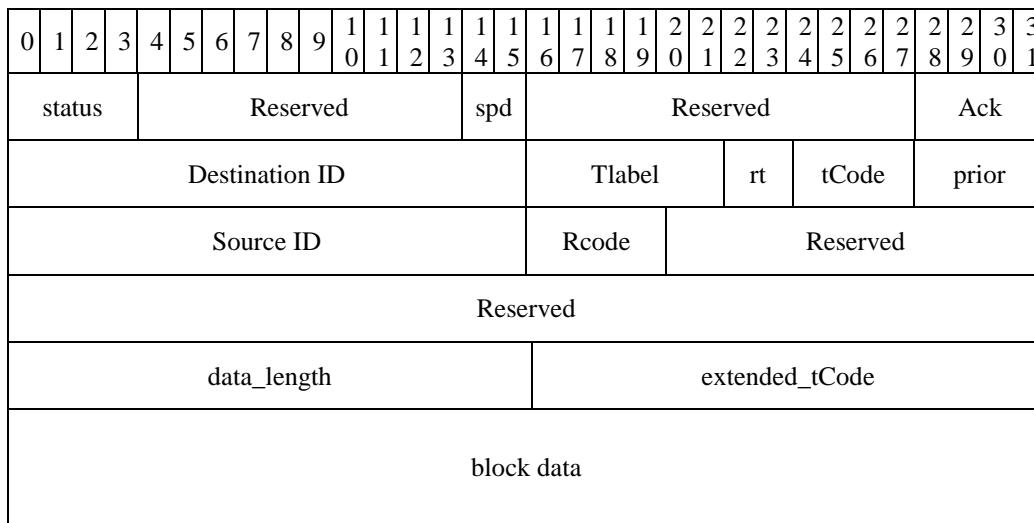 0 1 2 3 4 5 6 7 8 9 10 11 12 13 14 15 16 17 18 19 20 21 22 23 24 25 26 27 28 29 30 31
status Reserved spd Reserved Ack
Destination ID Tlabel rt tCode prior
Source ID Rcode Reserved
Reserved
data_length extended_tCode
block data